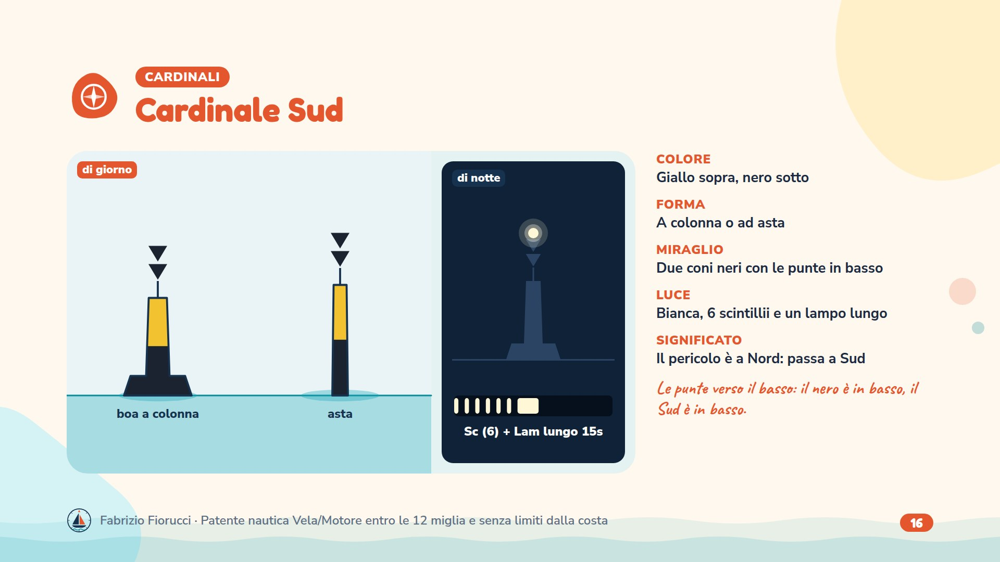 CARDINALI
Cardinale Sud
di giorno
di notte
boa a colonna
asta
Sc (6) + Lam lungo 15s
COLORE
Giallo sopra, nero sotto
FORMA
A colonna o ad asta
MIRAGLIO
Due coni neri con le punte in basso
LUCE
Bianca, 6 scintillii e un lampo lungo
SIGNIFICATO
Il pericolo è a Nord: passa a Sud
Le punte verso il basso: il nero è in basso, il
Sud è in basso.
Fabrizio Fiorucci · Patente nautica Vela/Motore entro le 12 miglia e senza limiti dalla costa
16